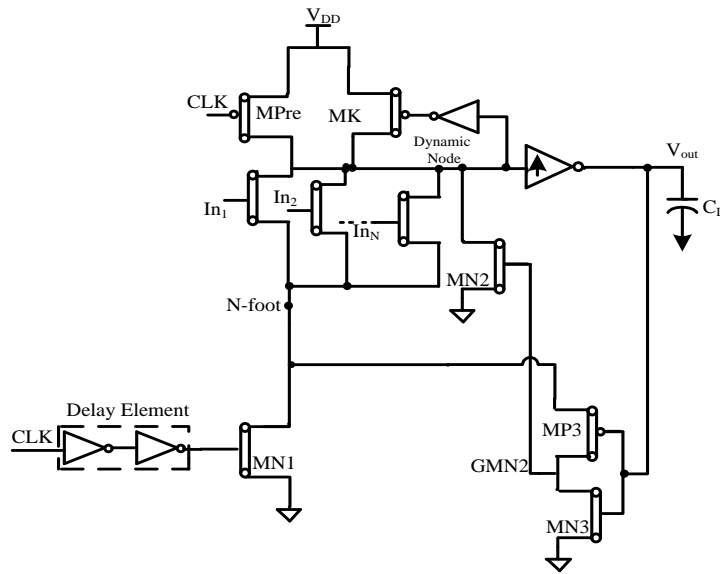 VDD
CLK
MPre
MK
Dynamic
Node
Vout
In1
In2
InN
CL
MN2
N-foot
Delay Element
CLK
MN1
MP3
GMN2
MN3